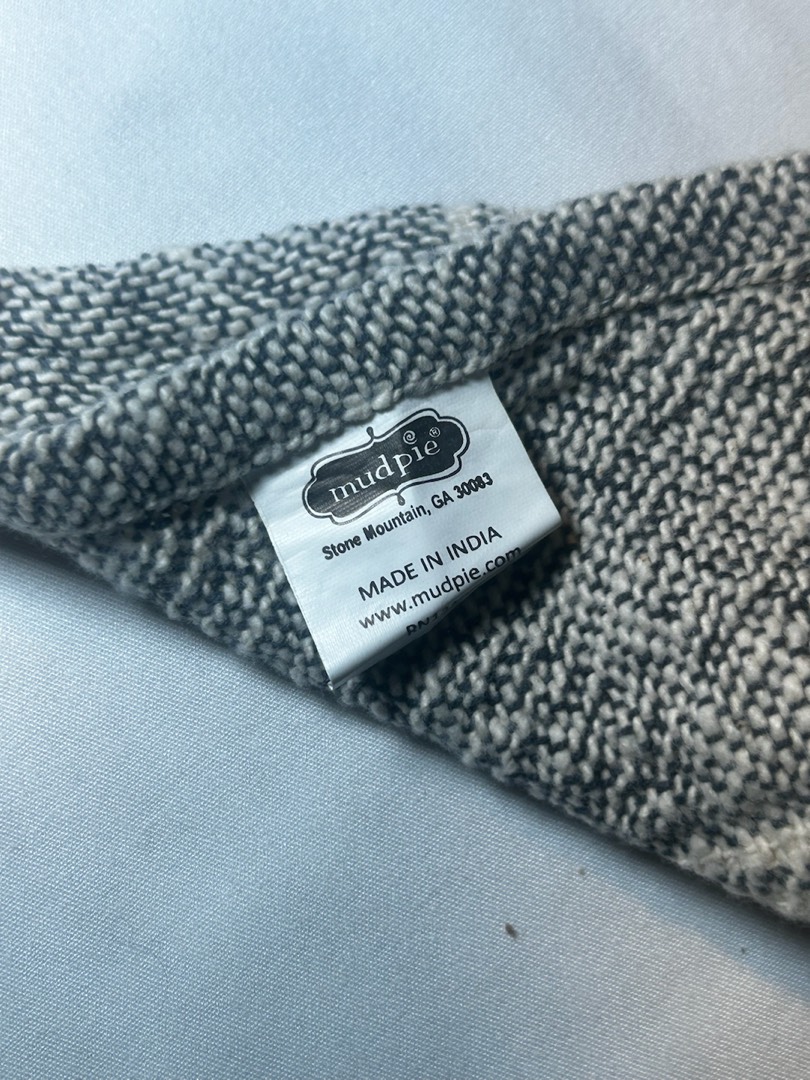 mudpie®
Stone Mountain, GA 30083
MADE IN INDIA
www.mudpie.com